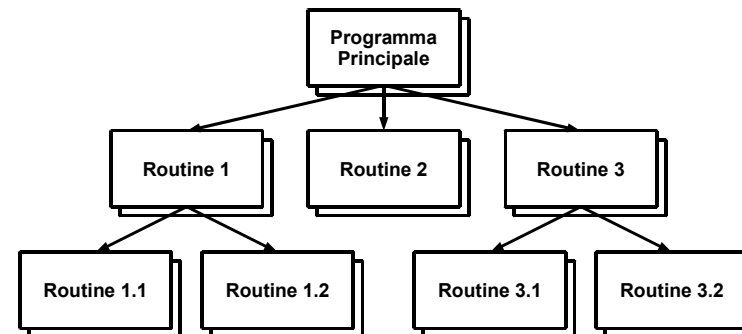 Programma
Principale
Routine 1
Routine 2
Routine 3
Routine 1.1
Routine 1.2
Routine 3.1
Routine 3.2